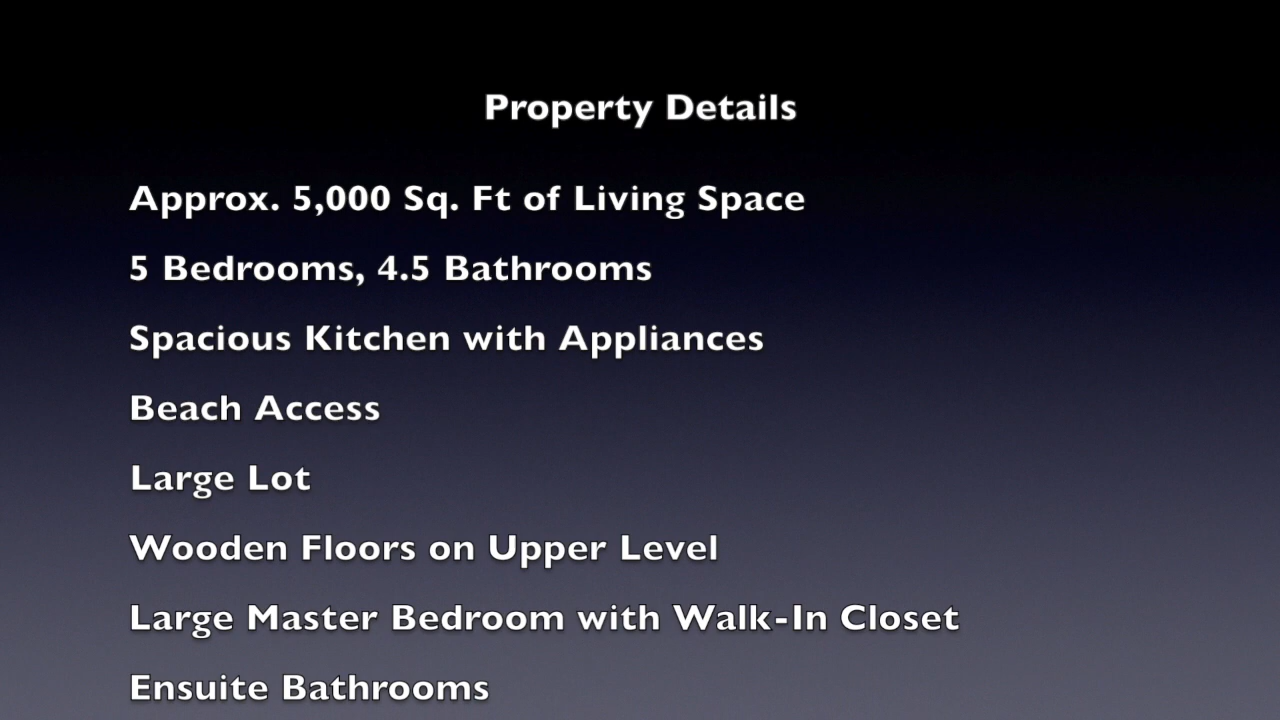 Property Details
Approx. 5,000 Sq. Ft of Living Space
5 Bedrooms, 4.5 Bathrooms
Spacious Kitchen with Appliances
Beach Access
Large Lot
Wooden Floors on Upper Level
Large Master Bedroom with Walk-In Closet
Ensuite Bathrooms